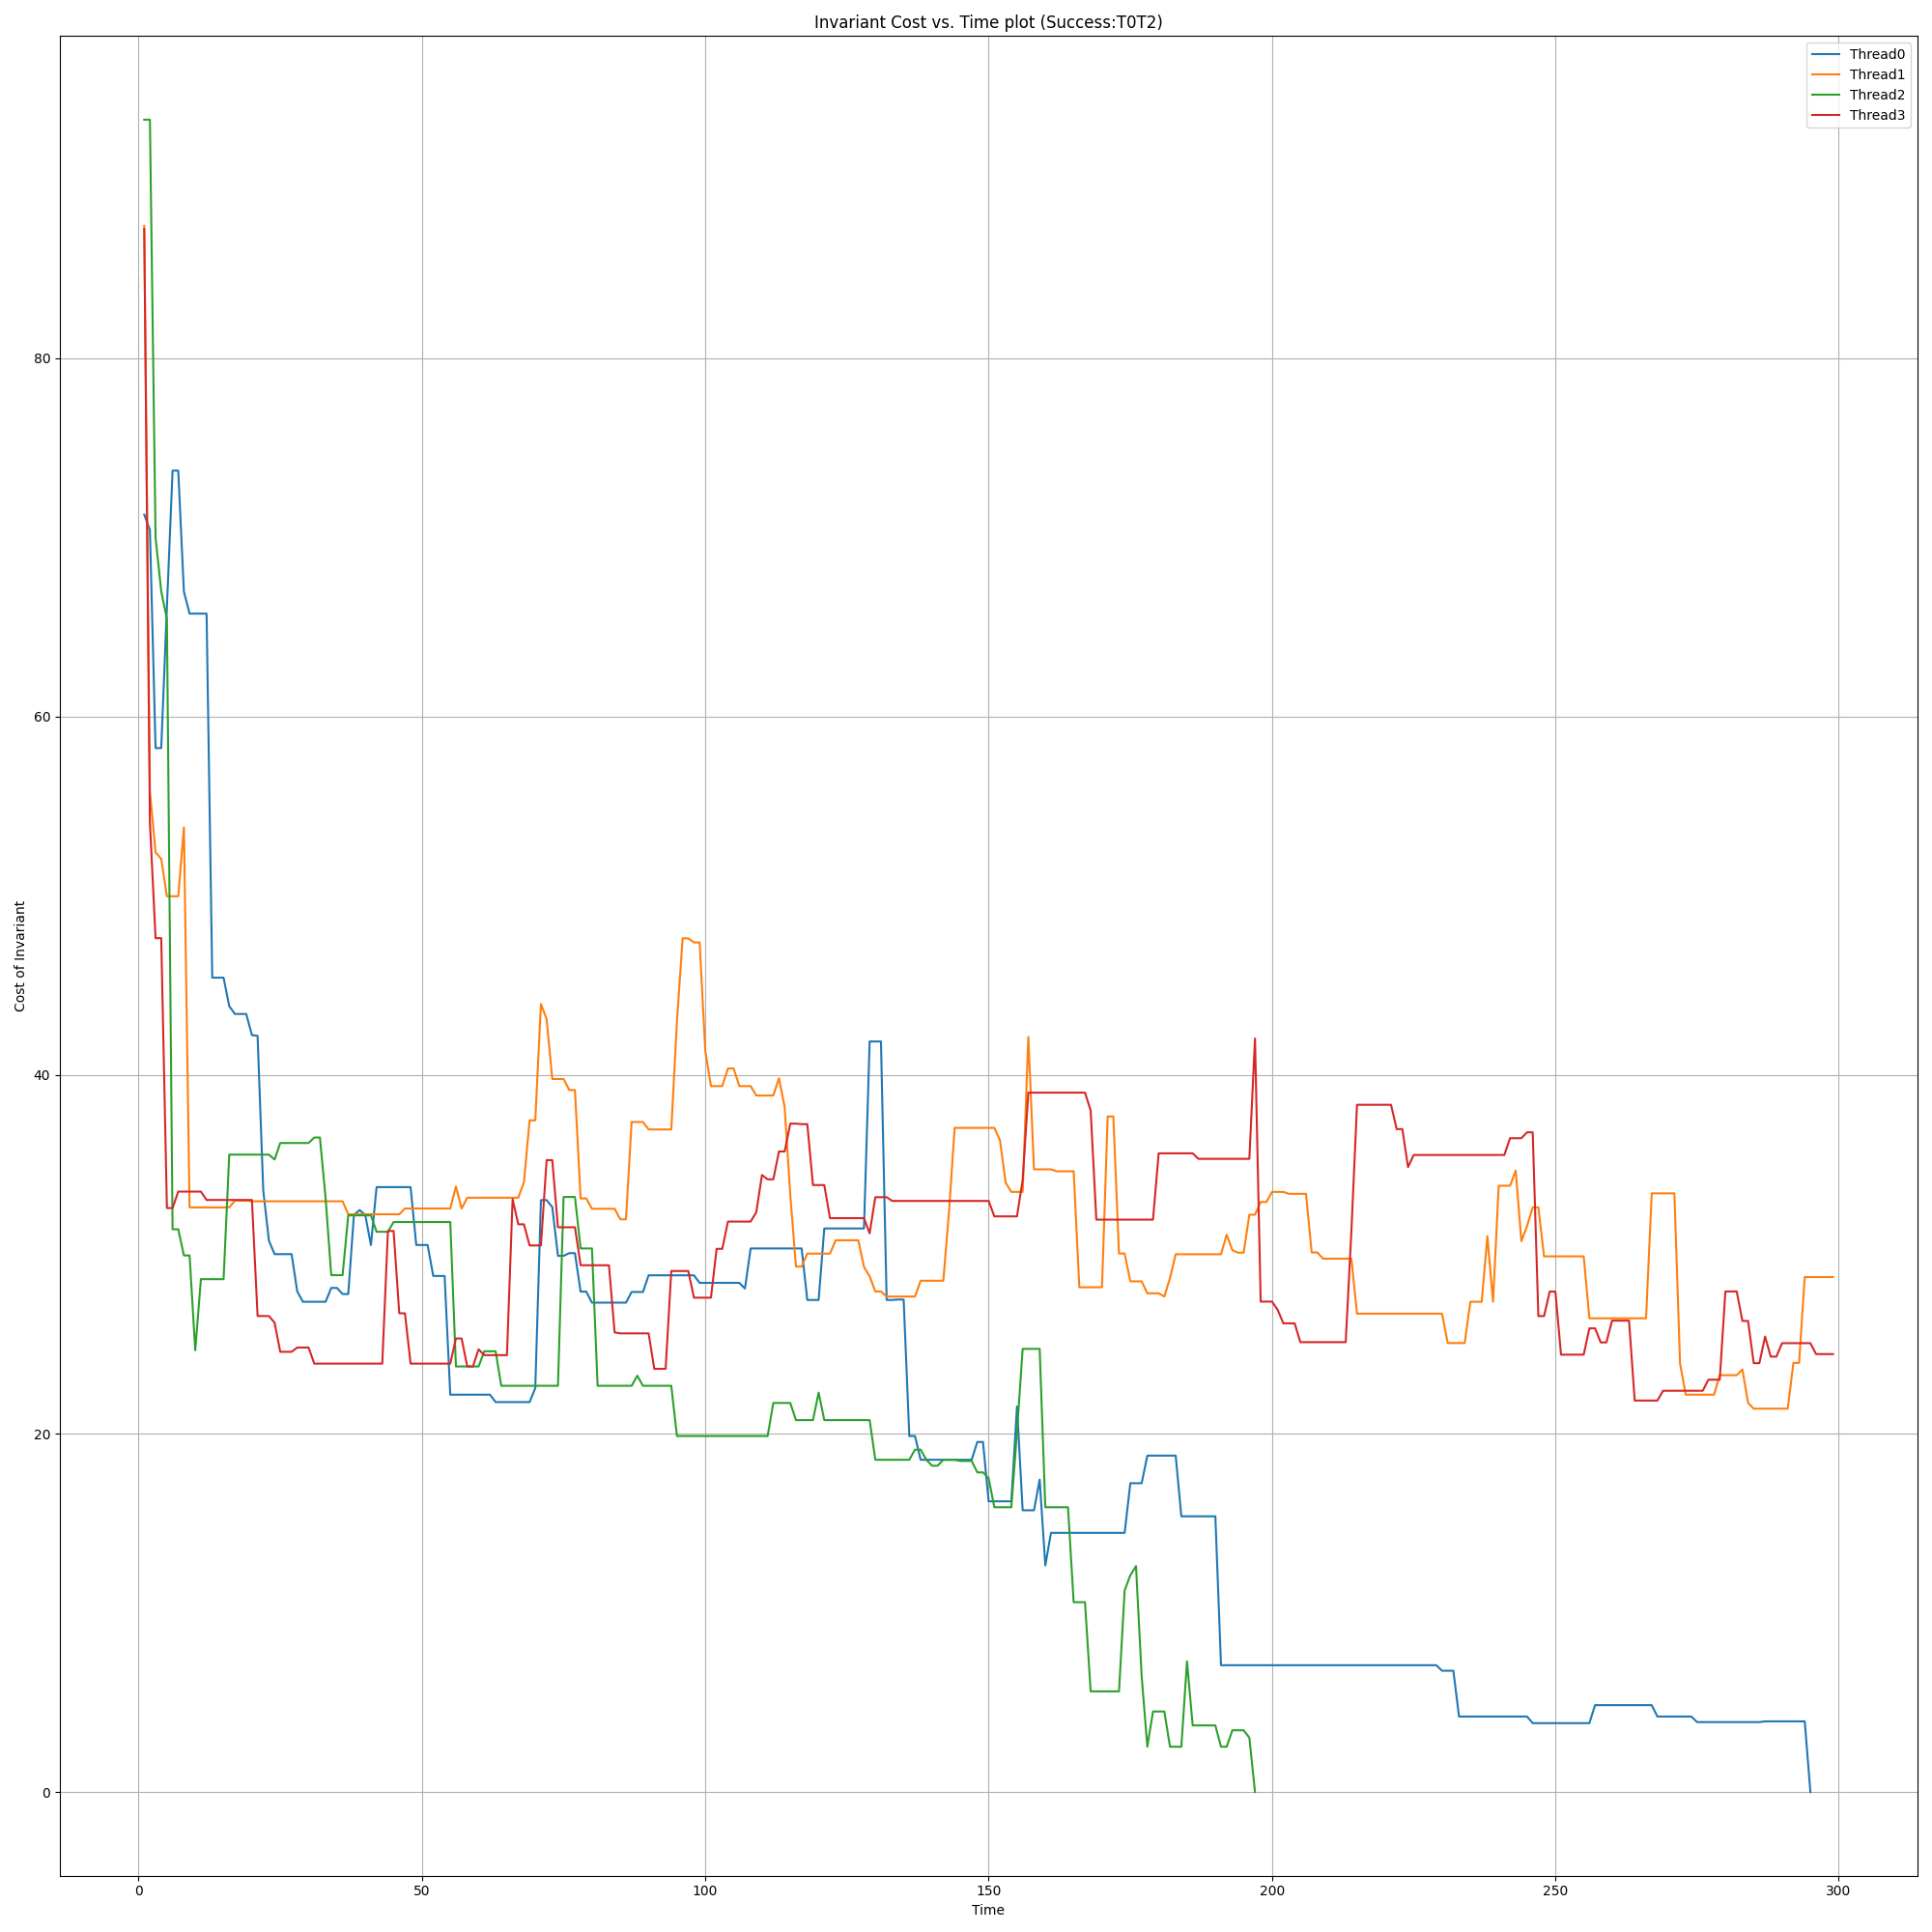 Invariant Cost vs. Time plot (Success:T0T2)
Thread0
Thread1
Thread2
Thread3
80
60
40
20
0
Cost of Invariant
0 50 100 150 200 250 300
Time